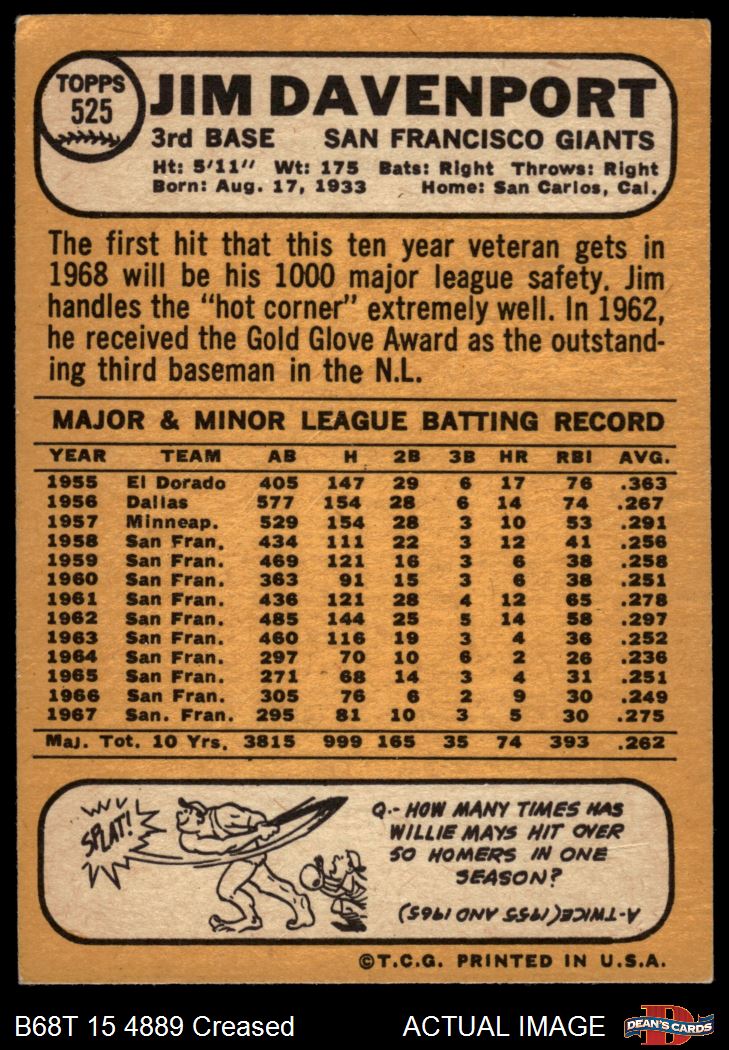 TOPPS
525
JIM DAVENPORT
3rd BASE SAN FRANCISCO GIANTS
Ht: 5'11" Wt: 175 Bats: Right Throws: Right
Born: Aug. 17, 1933 Home: San Carlos, Cal.
The first hit that this ten year veteran gets in
1968 will be his 1000 major league safety. Jim
handles the "hot corner" extremely well. In 1962,
he received the Gold Glove Award as the outstand-
ing third baseman in the N.L.
MAJOR & MINOR LEAGUE BATTING RECORD
YEAR TEAM AB H 2B 3B HR RBI AVG.
1955 El Dorado 405 147 29 6 17 76 .363
1956 Dallas 577 154 28 6 14 74 .267
1957 Minneap. 529 154 28 3 10 53 .291
1958 San Fran. 434 111 22 3 12 41 .256
1959 San Fran. 469 121 16 3 6 38 .258
1960 San Fran. 363 91 15 3 6 38 .251
1961 San Fran. 436 121 28 4 12 65 .278
1962 San Fran. 485 144 25 5 14 58 .297
1963 San Fran. 460 116 19 3 4 36 .252
1964 San Fran. 297 70 10 6 2 26 .236
1965 San Fran. 271 68 14 3 4 31 .251
1966 San Fran. 305 76 6 2 9 30 .249
1967 San. Fran. 295 81 10 3 5 30 .275
Maj. Tot. 10 Yrs. 3815 999 165 35 74 393 .262
SPLAT!
Q.- HOW MANY TIMES HAS
WILLIE MAYS HIT OVER
50 HOMERS IN ONE
SEASON?
A-TWICE (1955 AND 1965)
©T.C.G. PRINTED IN U.S.A.
B68T 15 4889 Creased ACTUAL IMAGE
D
DEAN'S CARDS